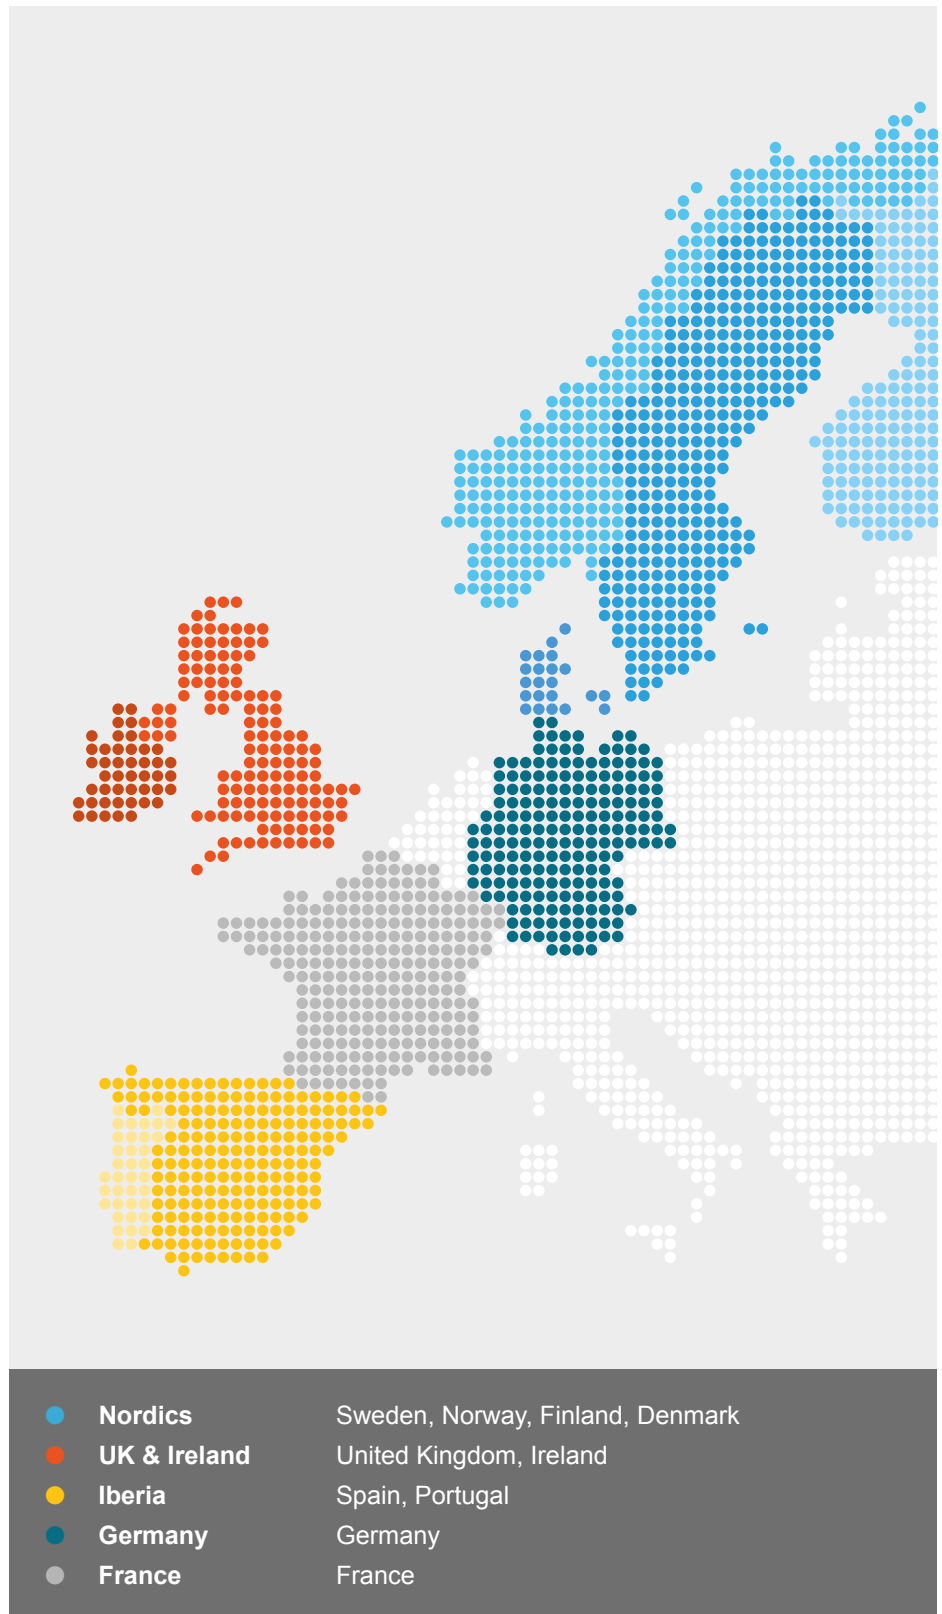 Nordics Sweden, Norway, Finland, Denmark
UK & Ireland United Kingdom, Ireland
Iberia Spain, Portugal
Germany Germany
France France